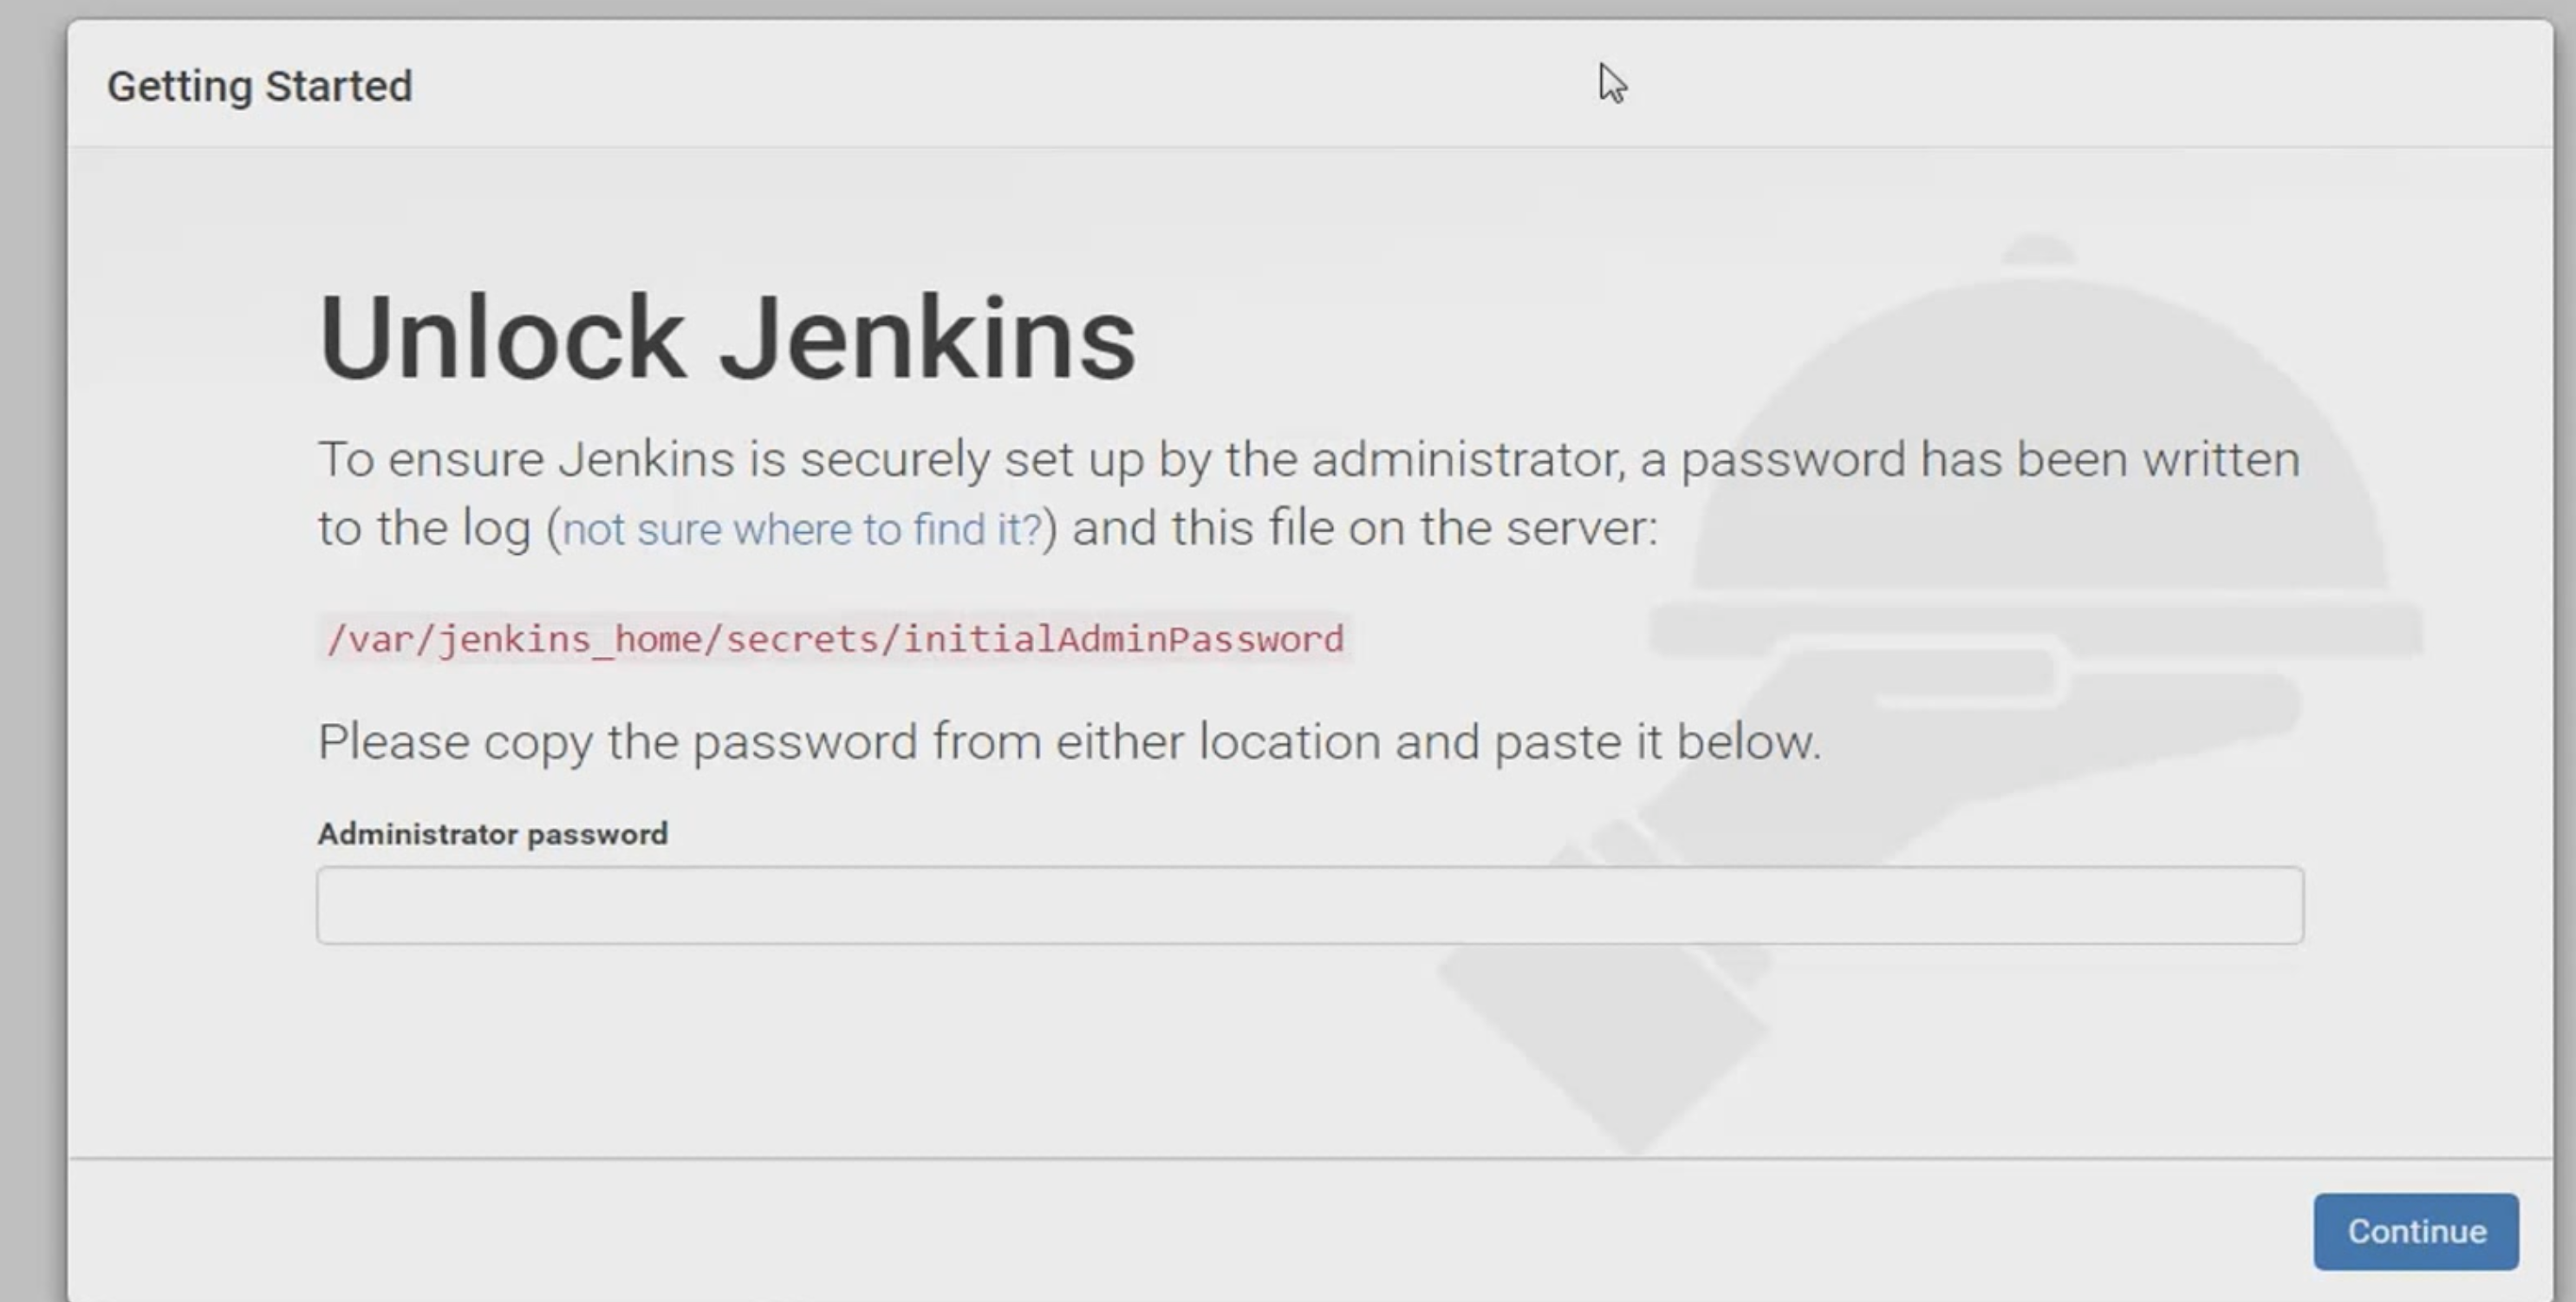 Getting Started
Unlock Jenkins
To ensure Jenkins is securely set up by the administrator, a password has been written
to the log (not sure where to find it?) and this file on the server:
/var/jenkins_home/secrets/initialAdminPassword
Please copy the password from either location and paste it below.
Administrator password
Continue